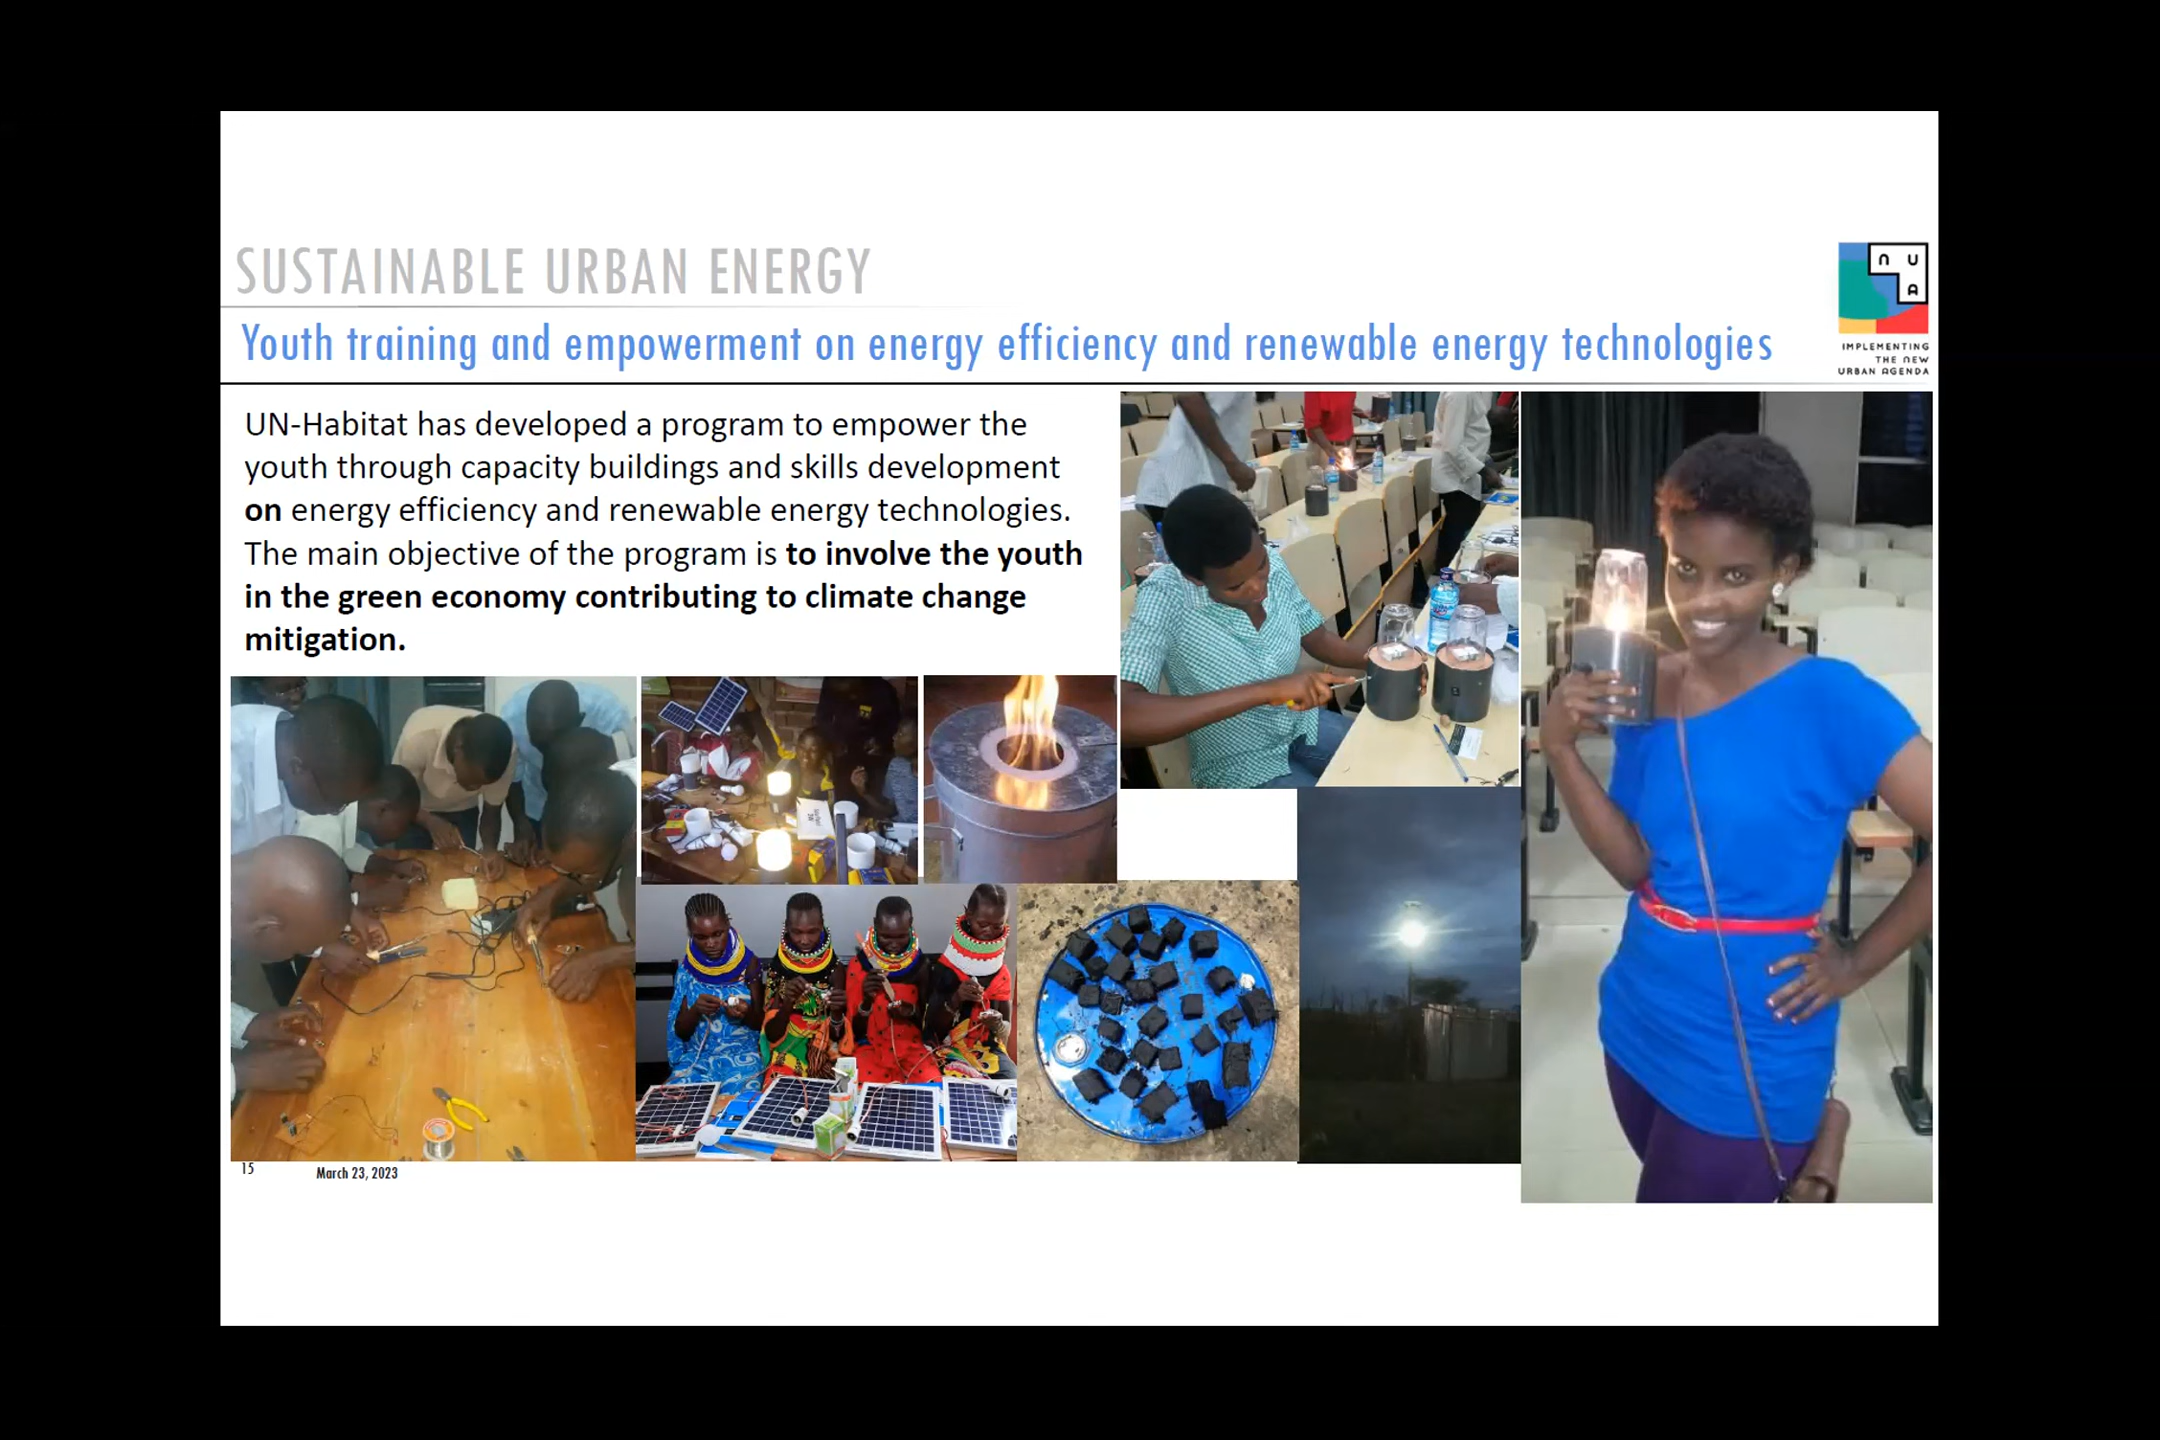 SUSTAINABLE URBAN ENERGY
Youth training and empowerment on energy efficiency and renewable energy technologies
N U
A
IMPLEMENTING
THE NEW
URBAN AGENDA
UN-Habitat has developed a program to empower the
youth through capacity buildings and skills development
on energy efficiency and renewable energy technologies.
The main objective of the program is to involve the youth
in the green economy contributing to climate change
mitigation.
15
March 23, 2023